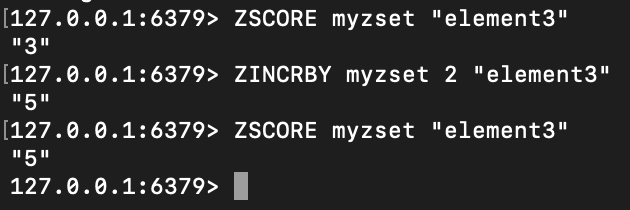 [127.0.0.1:6379> ZSCORE myzset "element3"
"3"
[127.0.0.1:6379> ZINCRBY myzset 2 "element3"
"5"
[127.0.0.1:6379> ZSCORE myzset "element3"
"5"
127.0.0.1:6379>